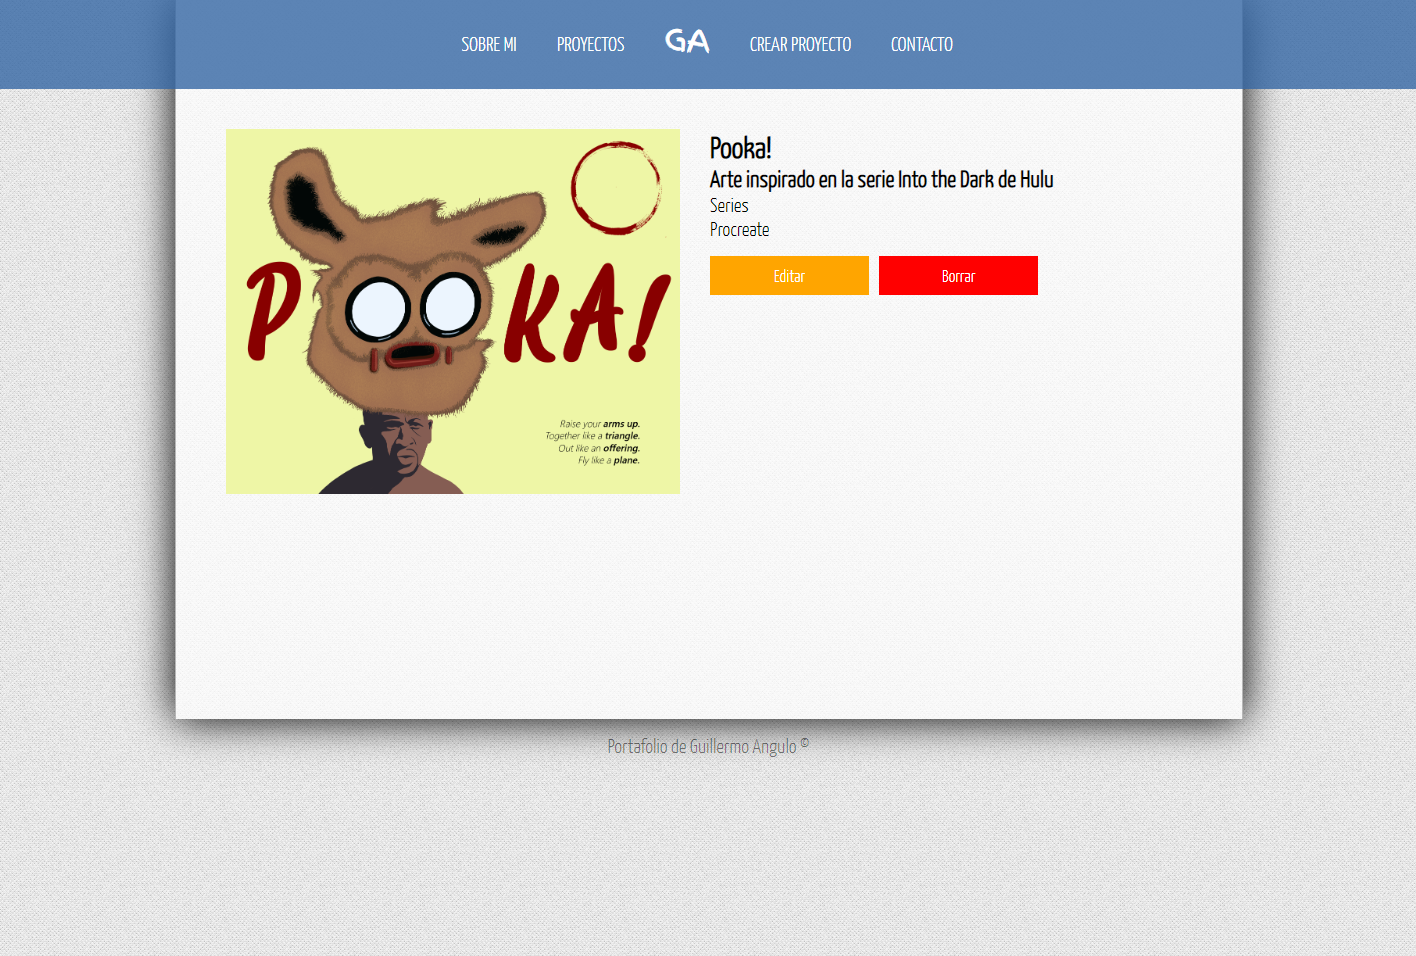 SOBRE MI PROYECTOS GA CREAR PROYECTO CONTACTO
P KA!
Raise your arms up.
Together like a triangle.
Out like an offering.
Fly like a plane.
Pooka!
Arte inspirado en la serie Into the Dark de Hulu
Series
Procreate
Editar Borrar
Portafolio de Guillermo Angulo ©